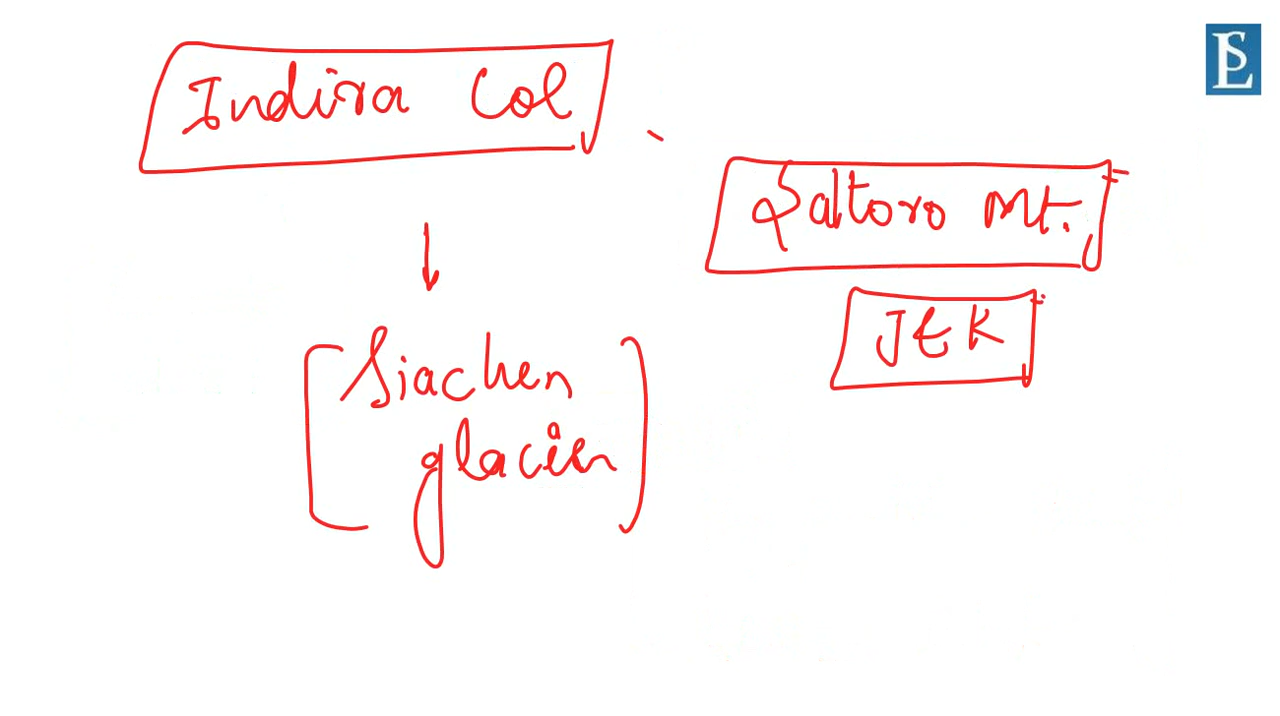 Indira Col
Saltoro Mt.
J&K
Siachen
glacier